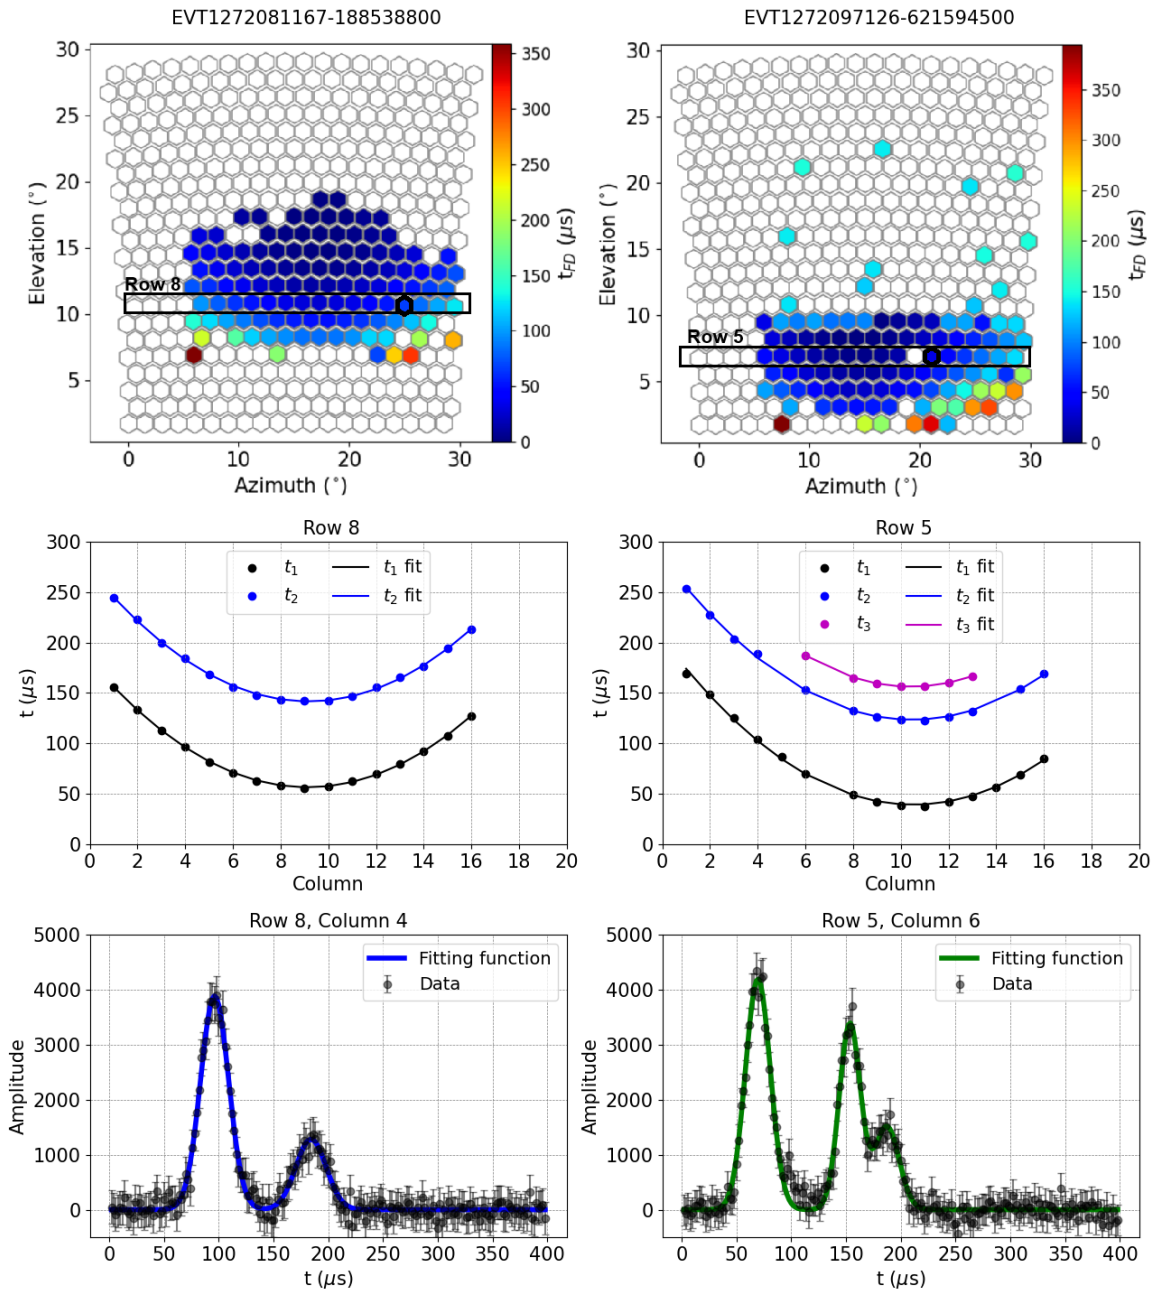 EVT1272081167-188538800
EVT1272097126-621594500
30
25
20
15
10
5
Elevation (°)
Row 8
0
10
20
30
Azimuth (°)
350
300
250
200
150
100
50
0
t_FD (μs)
30
25
20
15
10
5
Elevation (°)
Row 5
0
10
20
30
Azimuth (°)
350
300
250
200
150
100
50
0
t_FD (μs)
Row 8
300
250
200
150
100
50
0
t (μs)
t₁ t₁ fit
t₂ t₂ fit
0 2 4 6 8 10 12 14 16 18 20
Column
Row 5
300
250
200
150
100
50
0
t (μs)
t₁ t₁ fit
t₂ t₂ fit
t₃ t₃ fit
0 2 4 6 8 10 12 14 16 18 20
Column
Row 8, Column 4
5000
4000
3000
2000
1000
0
Amplitude
Fitting function
Data
0 50 100 150 200 250 300 350 400
t (μs)
Row 5, Column 6
5000
4000
3000
2000
1000
0
Amplitude
Fitting function
Data
0 50 100 150 200 250 300 350 400
t (μs)